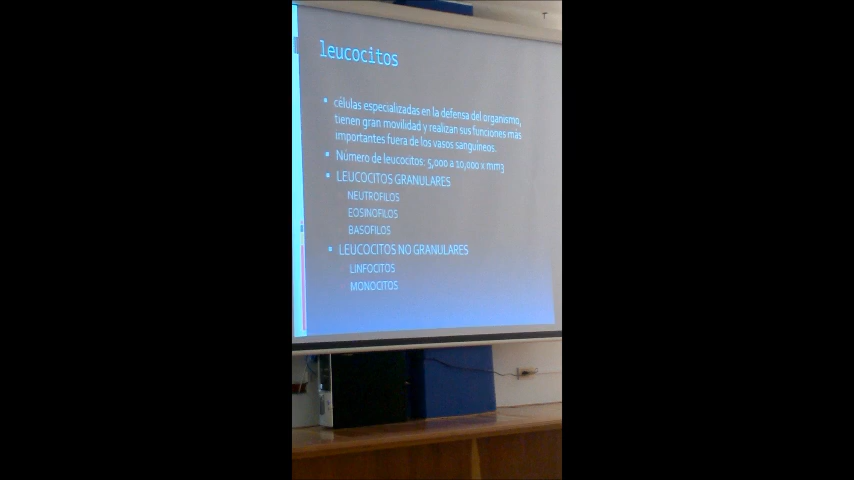 leucocitos
• células especializadas en la defensa del organismo,
tienen gran movilidad y realizan sus funciones más
importantes fuera de los vasos sanguíneos.
• Número de leucocitos: 5,000 a 10,000 x mm3
• LEUCOCITOS GRANULARES
NEUTROFILOS
EOSINOFILOS
BASOFILOS
• LEUCOCITOS NO GRANULARES
LINFOCITOS
MONOCITOS